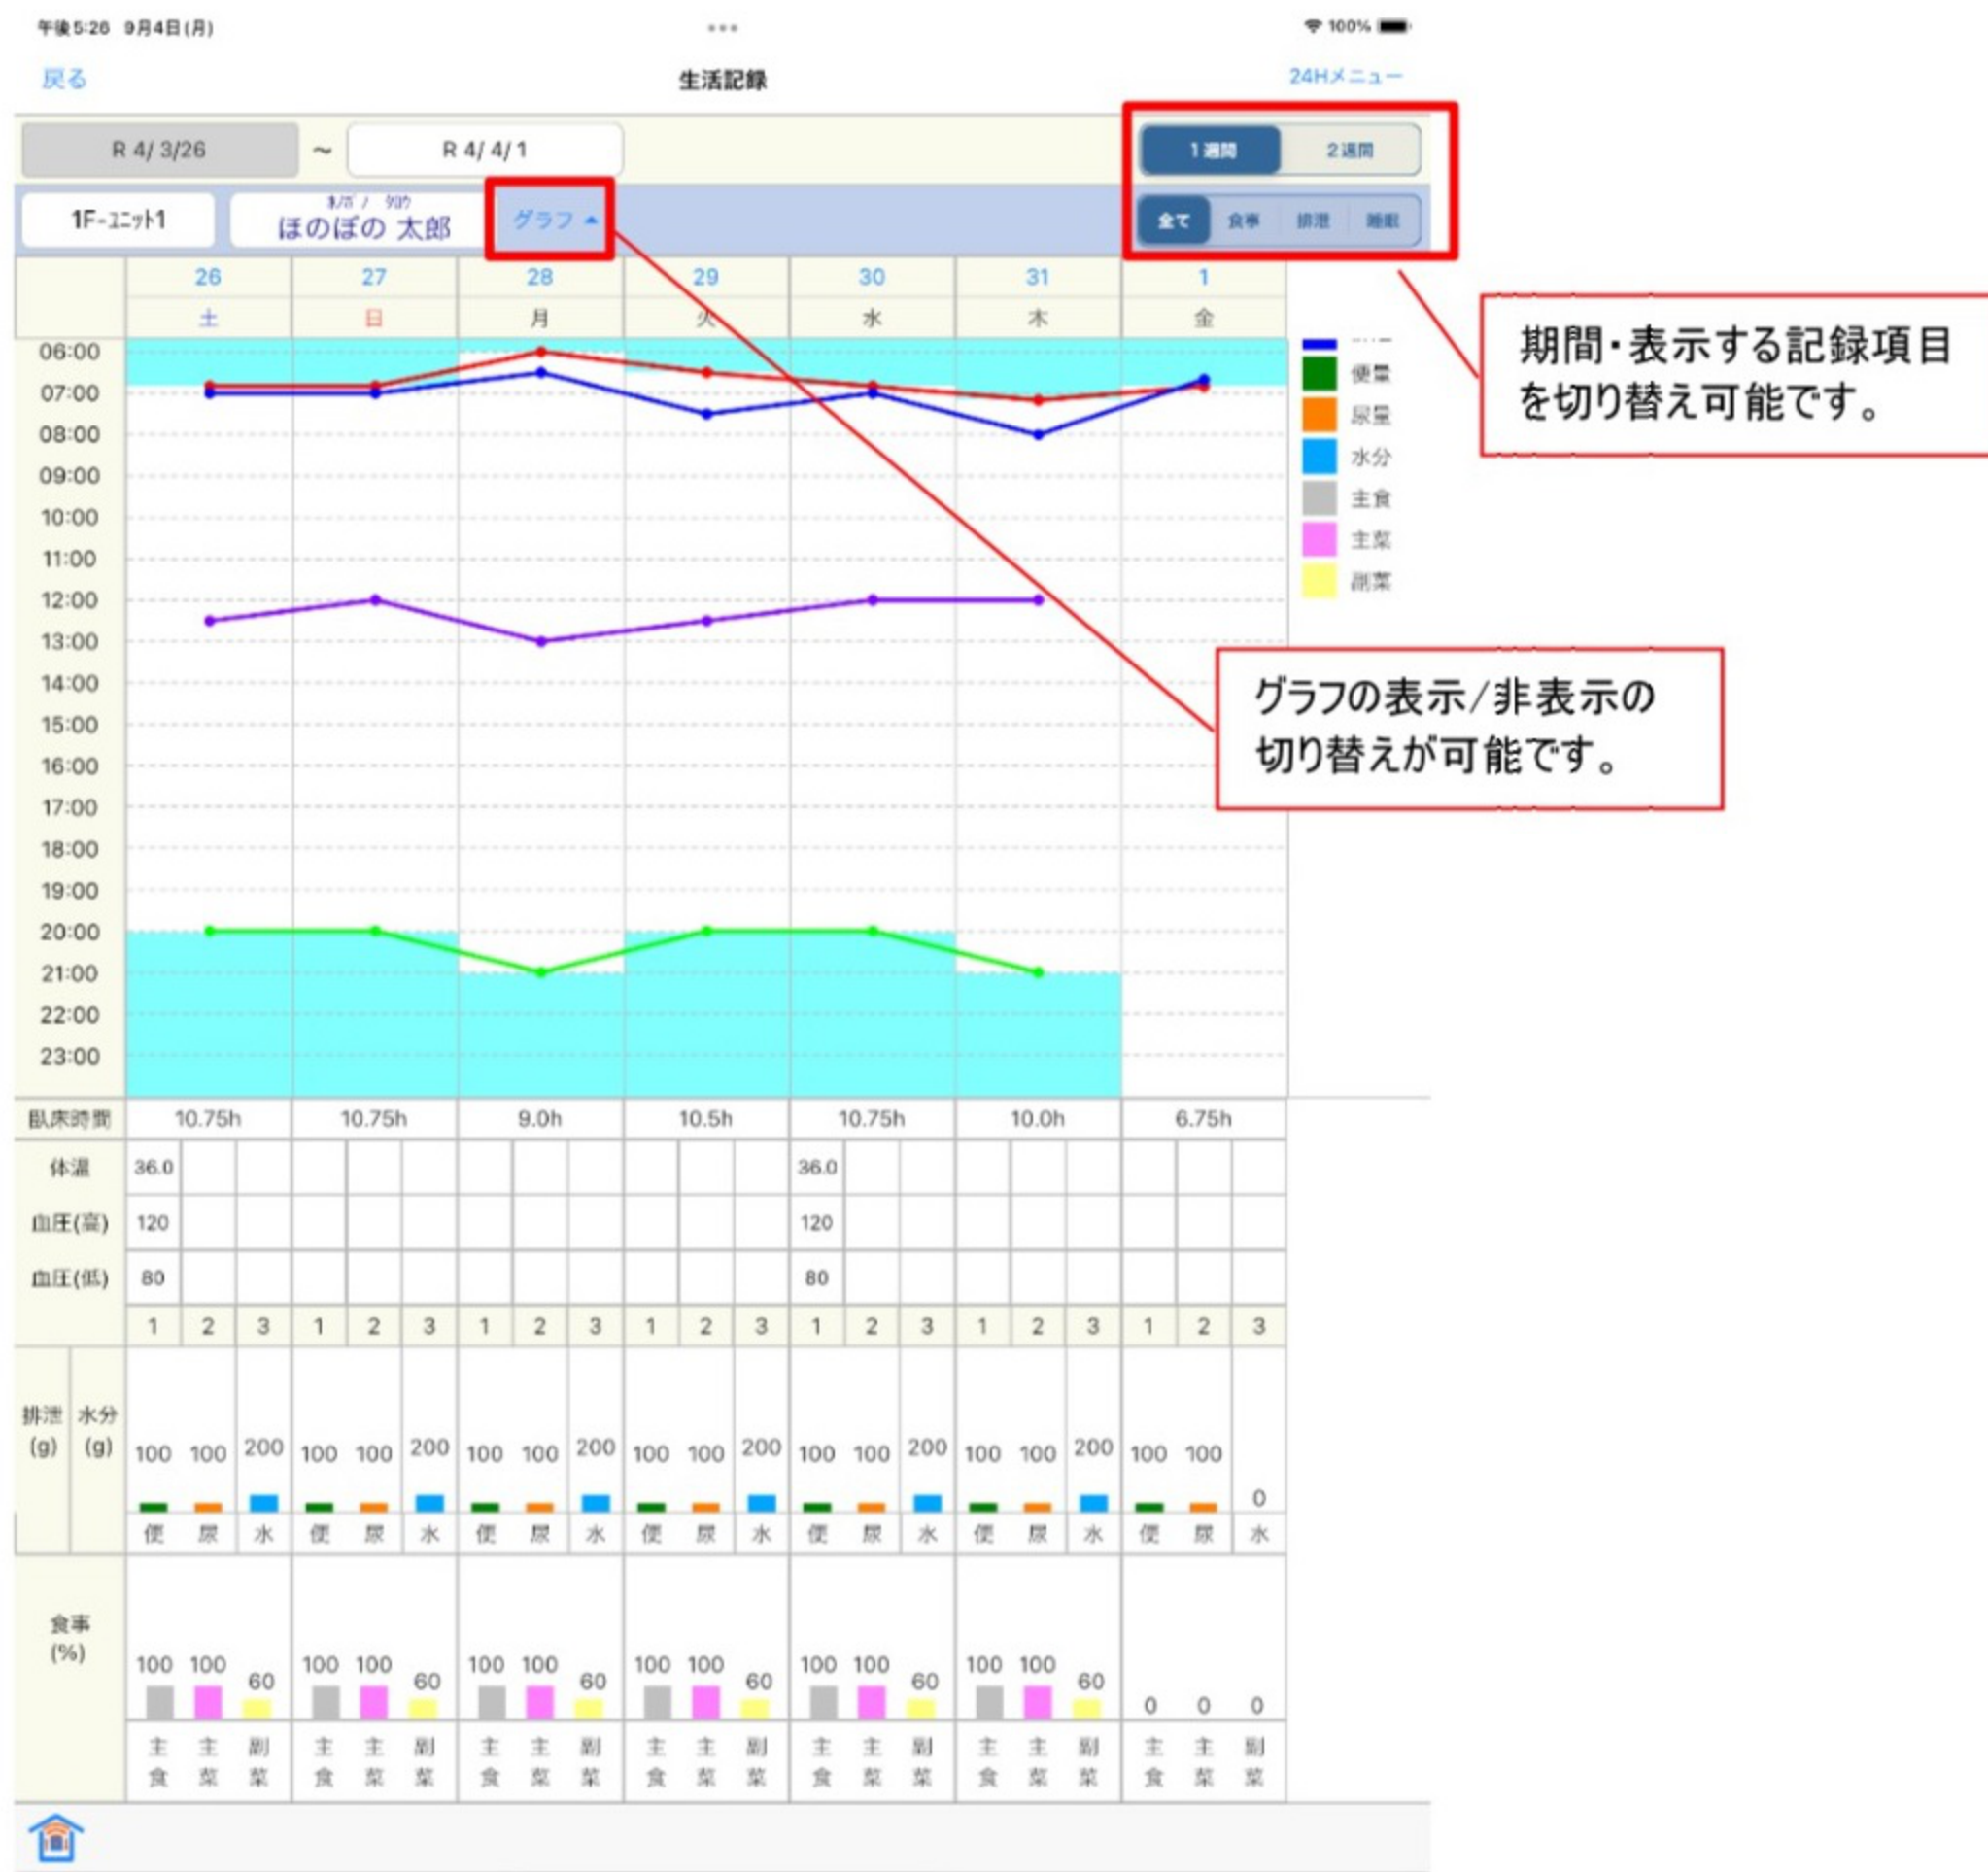 午後5:26 9月4日(月)
100%
戻る
生活記録
24Hメニュー
R 4/ 3/26 ～ R 4/ 4/ 1
1週間 2週間
1F-ﾕﾆｯﾄ1
ﾎﾉﾎﾞﾉ ﾀﾛｳ
ほのぼの 太郎
グラフ
全て 食事 排泄 睡眠
26 27 28 29 30 31 1
土 日 月 火 水 木 金
期間・表示する記録項目
を切り替え可能です。
便量
尿量
水分
主食
主菜
副菜
06:00
07:00
08:00
09:00
10:00
11:00
12:00
13:00
14:00
15:00
16:00
17:00
18:00
19:00
20:00
21:00
22:00
23:00
グラフの表示/非表示の
切り替えが可能です。
臥床時間 10.75h 10.75h 9.0h 10.5h 10.75h 10.0h 6.75h
体温 36.0 36.0
血圧(高) 120 120
血圧(低) 80 80
1 2 3 1 2 3 1 2 3 1 2 3 1 2 3 1 2 3 1 2 3
排泄 水分
(g) (g) 100 100 200 100 100 200 100 100 200 100 100 200 100 100 200 100 100 200 100 100 0
便 尿 水 便 尿 水 便 尿 水 便 尿 水 便 尿 水 便 尿 水 便 尿 水
食事
(%)
100 100 60 100 100 60 100 100 60 100 100 60 100 100 60 100 100 60 0 0 0
主食 主菜 副菜 主食 主菜 副菜 主食 主菜 副菜 主食 主菜 副菜 主食 主菜 副菜 主食 主菜 副菜 主食 主菜 副菜